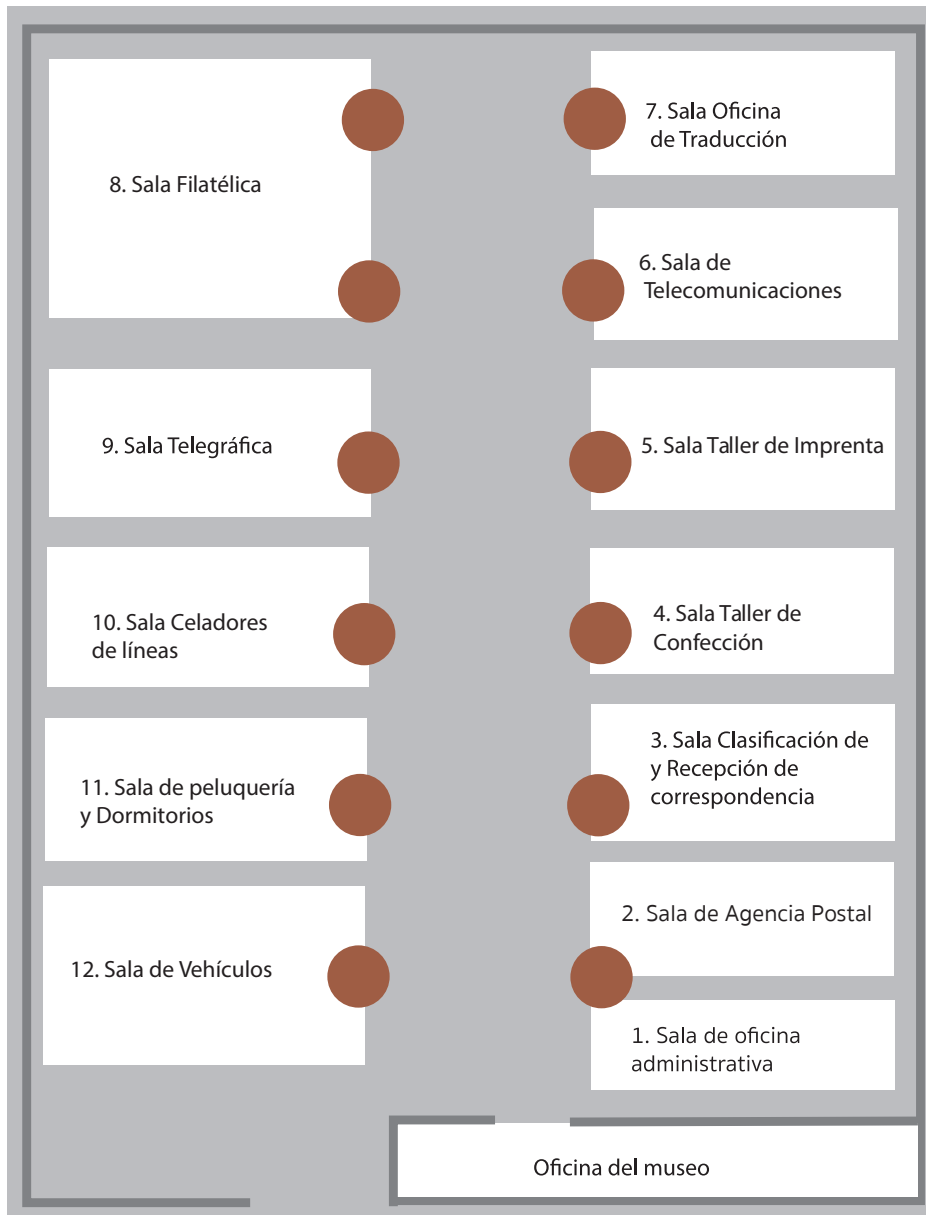 7. Sala Oficina
de Traducción
8. Sala Filatélica
6. Sala de
Telecomunicaciones
9. Sala Telegráfica
5. Sala Taller de Imprenta
10. Sala Celadores
de líneas
4. Sala Taller de
Confección
3. Sala Clasificación de
y Recepción de
correspondencia
11. Sala de peluquería
y Dormitorios
2. Sala de Agencia Postal
12. Sala de Vehículos
1. Sala de oficina
administrativa
Oficina del museo